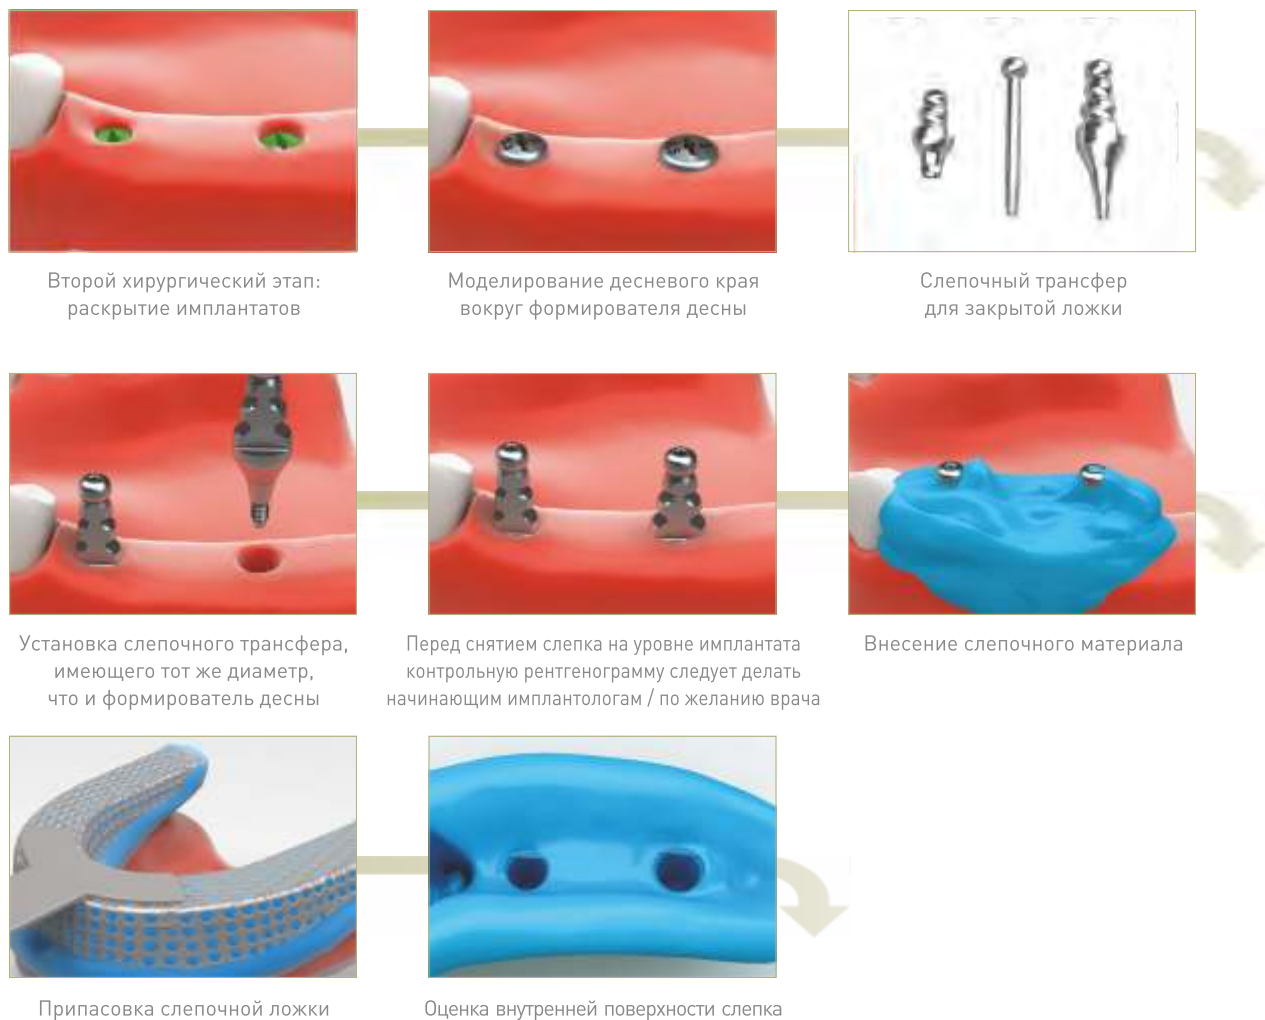 Второй хирургический этап:
раскрытие имплантатов
Моделирование десневого края
вокруг формирователя десны
Слепочный трансфер
для закрытой ложки
Установка слепочного трансфера,
имеющего тот же диаметр,
что и формирователь десны
Перед снятием слепка на уровне имплантата
контрольную рентгенограмму следует делать
начинающим имплантологам / по желанию врача
Внесение слепочного материала
Припасовка слепочной ложки
Оценка внутренней поверхности слепка